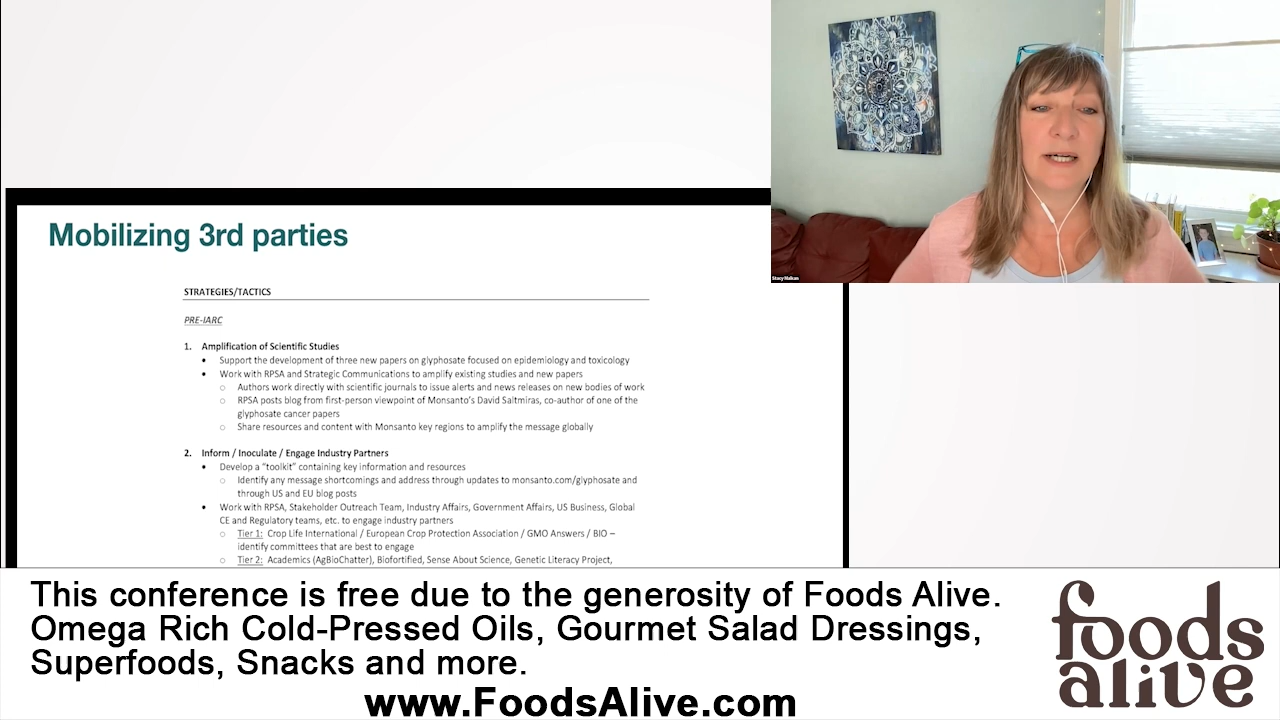 Mobilizing 3rd parties
STRATEGIES/TACTICS
PRE-IARC
1. Amplification of Scientific Studies
• Support the development of three new papers on glyphosate focused on epidemiology and toxicology
• Work with RPSA and Strategic Communications to amplify existing studies and new papers
○ Authors work directly with scientific journals to issue alerts and news releases on new bodies of work
○ RPSA posts blog from first-person viewpoint of Monsanto's David Saltmiras, co-author of one of the
glyphosate cancer papers
○ Share resources and content with Monsanto key regions to amplify the message globally
2. Inform / Inoculate / Engage Industry Partners
• Develop a "toolkit" containing key information and resources
○ Identify any message shortcomings and address through updates to monsanto.com/glyphosate and
through US and EU blog posts
• Work with RPSA, Stakeholder Outreach Team, Industry Affairs, Government Affairs, US Business, Global
CE and Regulatory teams, etc. to engage industry partners
○ Tier 1: Crop Life International / European Crop Protection Association / GMO Answers / BIO –
identify committees that are best to engage
○ Tier 2: Academics (AgBioChatter), Biofortified, Sense About Science, Genetic Literacy Project,
Stacy Malkan
This conference is free due to the generosity of Foods Alive.
Omega Rich Cold-Pressed Oils, Gourmet Salad Dressings,
Superfoods, Snacks and more.
www.FoodsAlive.com
foods
alive